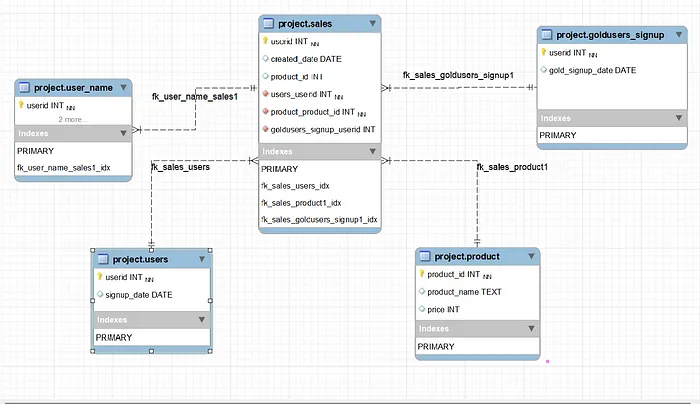 project.sales
userid INT NN
created_date DATE
product_id INT
users_userid INT NN
product_product_id INT NN
goldusers_signup_userid INT
Indexes
PRIMARY
fk_sales_users_idx
fk_sales_product1_idx
fk_sales_goldusers_signup1_idx
project.goldusers_signup
userid INT NN
gold_signup_date DATE
Indexes
PRIMARY
fk_sales_goldusers_signup1
project.user_name
userid INT NN
2 more...
Indexes
PRIMARY
fk_user_name_sales1_idx
fk_user_name_sales1
fk_sales_users
fk_sales_product1
project.users
userid INT NN
signup_date DATE
Indexes
PRIMARY
project.product
product_id INT NN
product_name TEXT
price INT
Indexes
PRIMARY